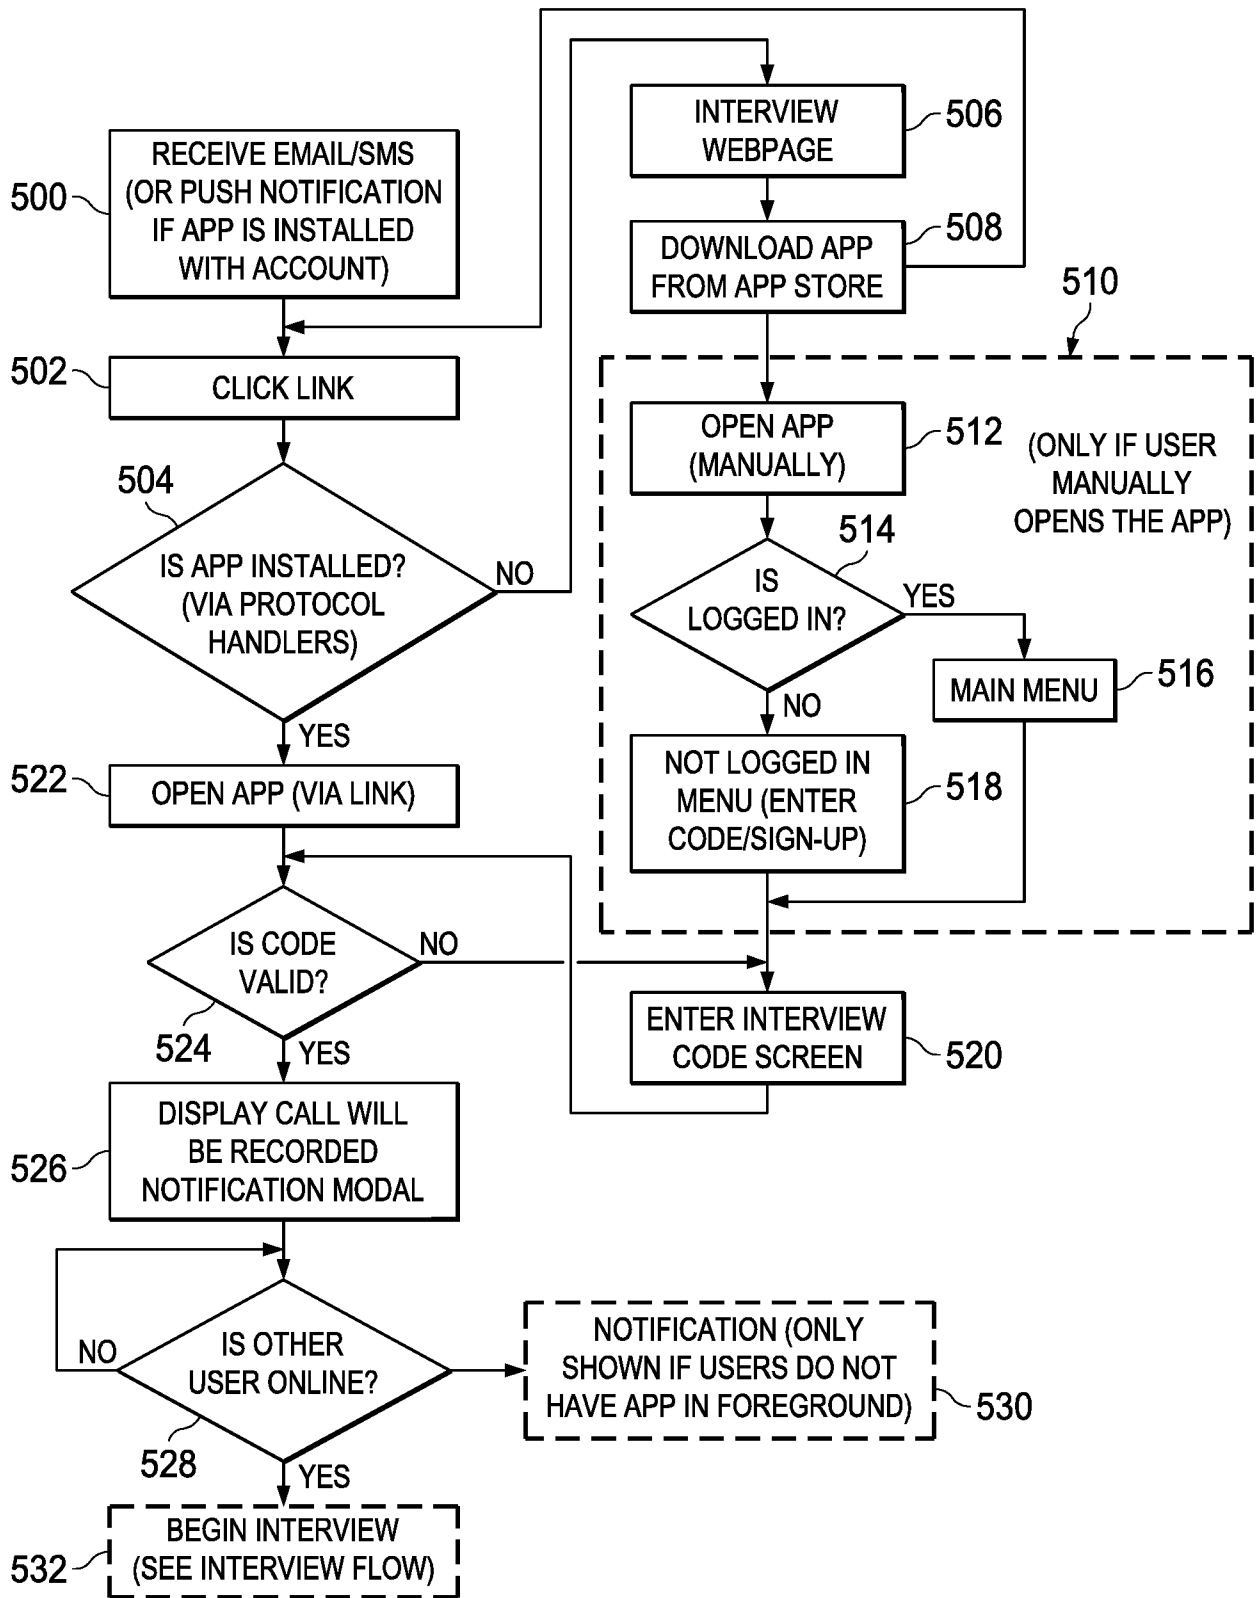 500
RECEIVE EMAIL/SMS
(OR PUSH NOTIFICATION
IF APP IS INSTALLED
WITH ACCOUNT)
502
CLICK LINK
504
IS APP INSTALLED?
(VIA PROTOCOL
HANDLERS)
NO
YES
INTERVIEW
WEBPAGE
506
DOWNLOAD APP
FROM APP STORE
508
510
(ONLY IF USER
MANUALLY
OPENS THE APP)
OPEN APP
(MANUALLY)
512
514
IS
LOGGED IN?
YES
NO
MAIN MENU
516
NOT LOGGED IN
MENU (ENTER
CODE/SIGN-UP)
518
522
OPEN APP (VIA LINK)
IS CODE
VALID?
NO
524
YES
ENTER INTERVIEW
CODE SCREEN
520
526
DISPLAY CALL WILL
BE RECORDED
NOTIFICATION MODAL
NO
IS OTHER
USER ONLINE?
528
YES
NOTIFICATION (ONLY
SHOWN IF USERS DO NOT
HAVE APP IN FOREGROUND)
530
532
BEGIN INTERVIEW
(SEE INTERVIEW FLOW)